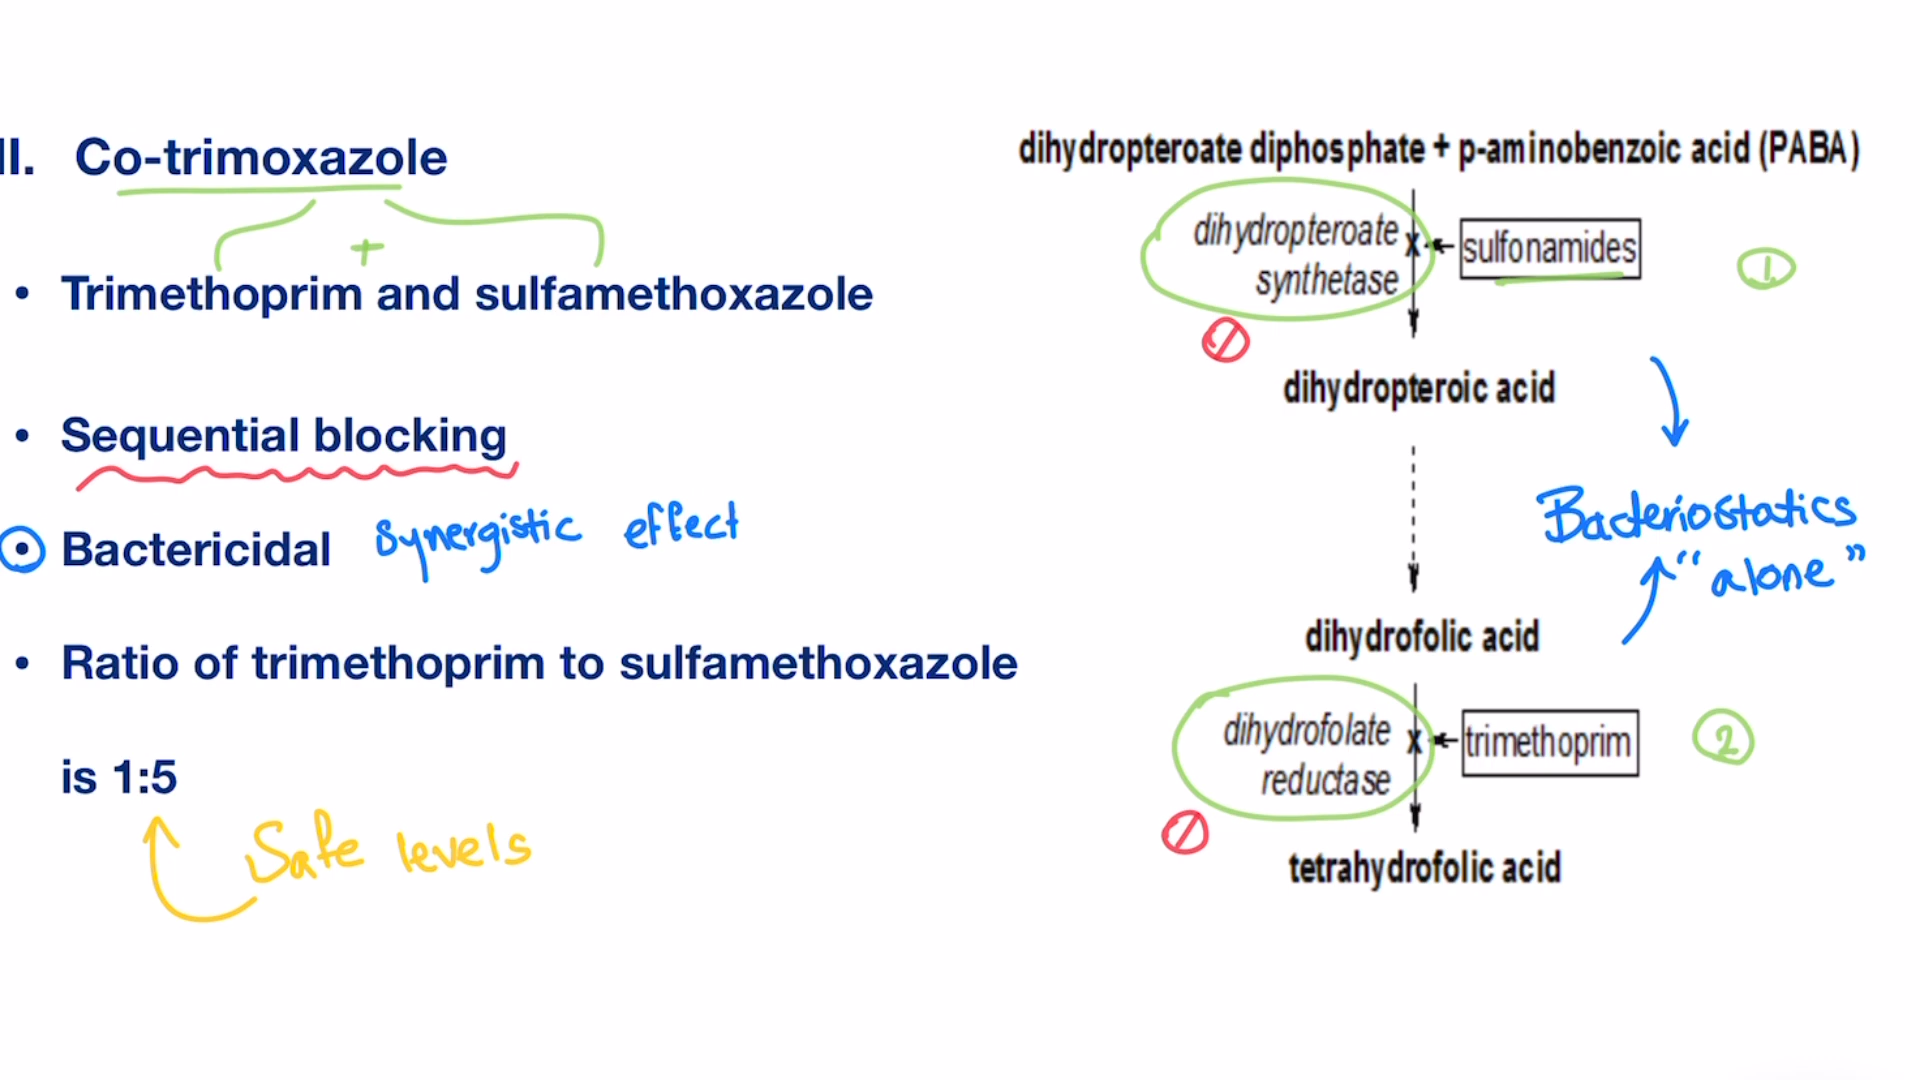 II. Co-trimoxazole
+
• Trimethoprim and sulfamethoxazole
• Sequential blocking
• Bactericidal synergistic effect
• Ratio of trimethoprim to sulfamethoxazole
is 1:5
Safe levels
dihydropteroate diphosphate + p-aminobenzoic acid (PABA)
dihydropteroate
synthetase
x
sulfonamides
1
dihydropteroic acid
Bacteriostatics
"alone"
dihydrofolic acid
dihydrofolate
reductase
x
trimethoprim
2
tetrahydrofolic acid